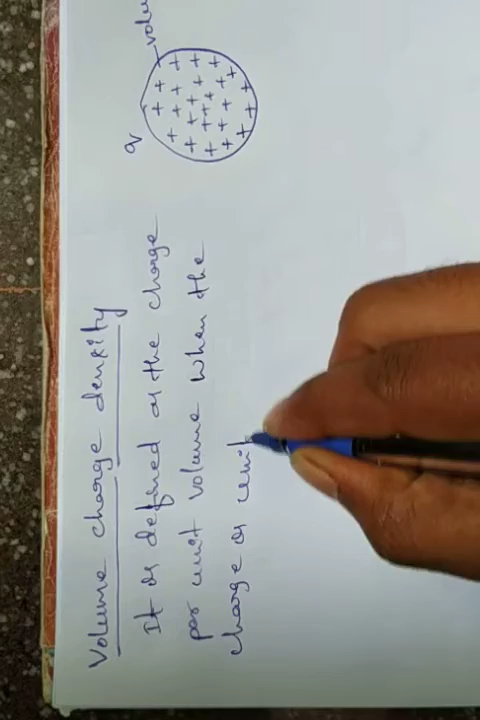 Volume charge density
It is defined as the charge
per unit volume when the
charge is uni
q
volu